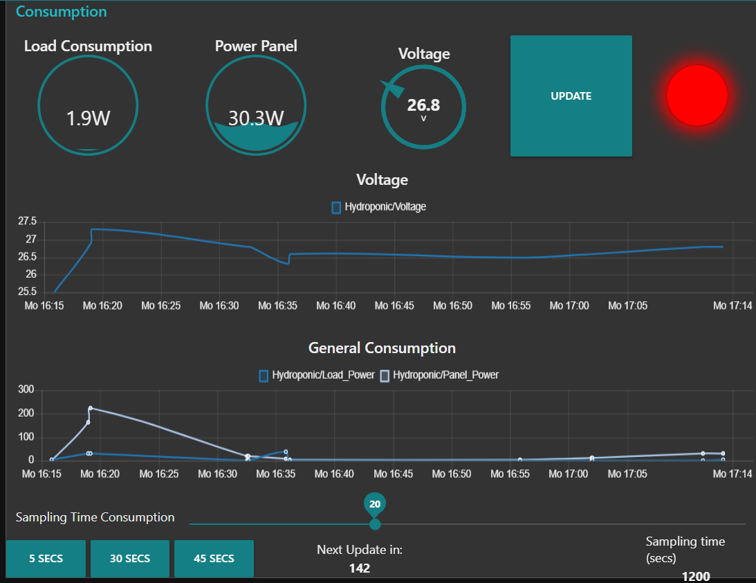 Consumption
Load Consumption
Power Panel
Voltage
1.9W
30.3W
26.8
v
UPDATE
Voltage
Hydroponic/Voltage
27.5
27
26.5
26
25.5
Mo 16:15 Mo 16:20 Mo 16:25 Mo 16:30 Mo 16:35 Mo 16:40 Mo 16:45 Mo 16:50 Mo 16:55 Mo 17:00 Mo 17:05 Mo 17:14
General Consumption
Hydroponic/Load_Power Hydroponic/Panel_Power
300
200
100
0
Mo 16:15 Mo 16:20 Mo 16:25 Mo 16:30 Mo 16:35 Mo 16:40 Mo 16:45 Mo 16:50 Mo 16:55 Mo 17:00 Mo 17:05 Mo 17:14
20
Sampling Time Consumption
5 SECS
30 SECS
45 SECS
Next Update in:
142
Sampling time
(secs)
1200